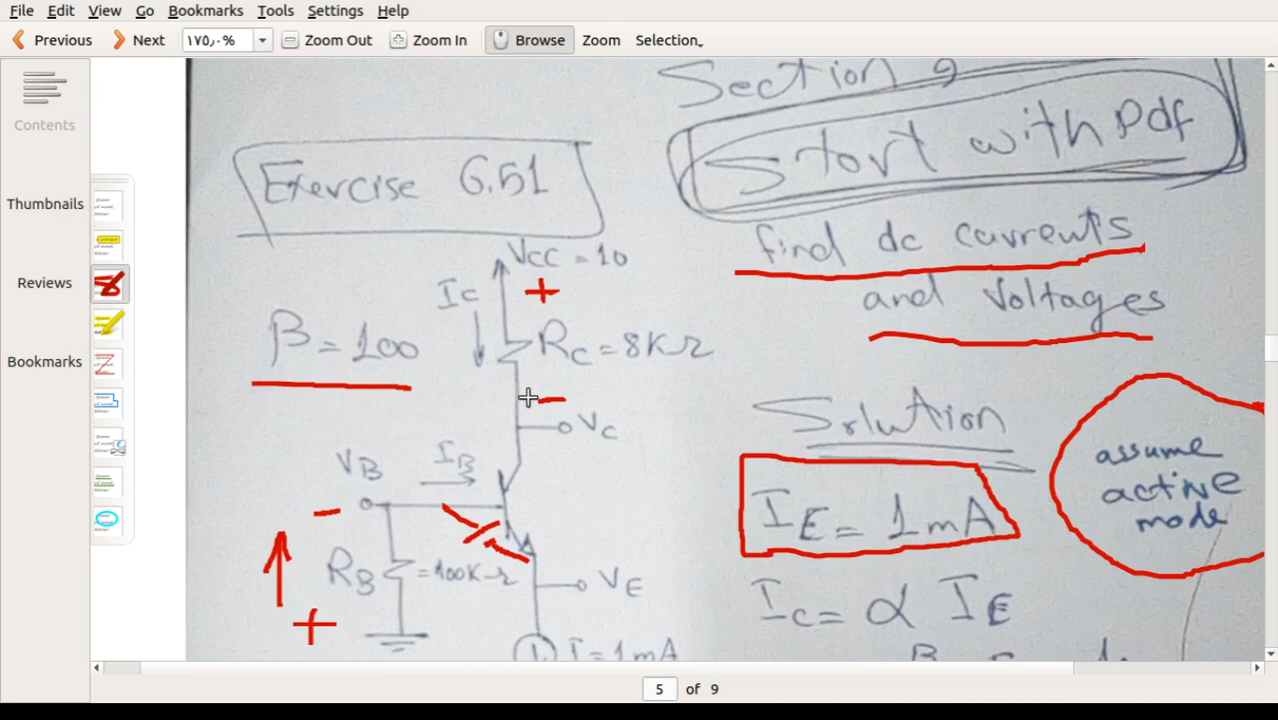 File Edit View Go Bookmarks Tools Settings Help
Previous Next ١٧٥٫٠% Zoom Out Zoom In Browse Zoom Selection
Contents
Thumbnails
Reviews
Bookmarks
Section 9
Start with pdf
Exercise 6.51
find dc currents
and voltages
VCC = 10
+
IC
β = 100
RC = 8KΩ
-
VC
Solution
assume
active
mode
IB
VB
-
IE = 1mA
RB = 100KΩ
VE
+
IC = α IE
I = 1mA
5 of 9